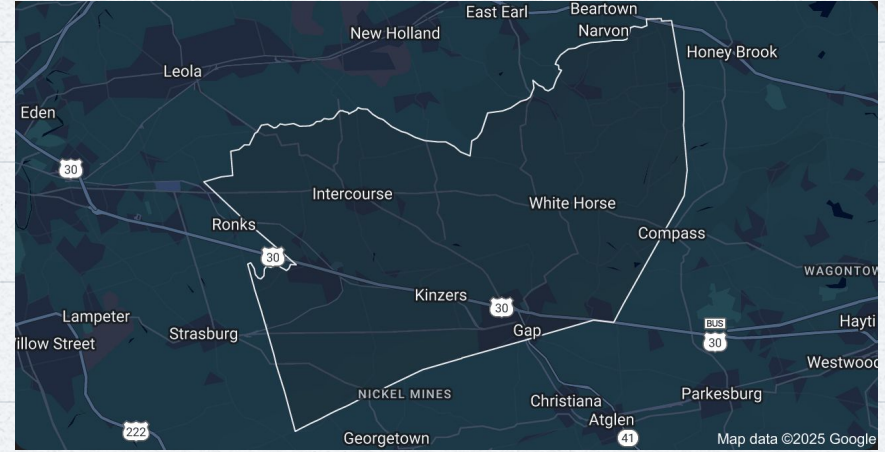 East Earl
Beartown
New Holland
Narvon
Honey Brook
Leola
Eden
30
Intercourse
White Horse
Ronks
Compass
30
WAGONTOW
Kinzers
30
Lampeter
Strasburg
Gap
BUS
30
Hayti
illow Street
Westwood
NICKEL MINES
Christiana
Parkesburg
Atglen
222
Georgetown
41
Map data ©2025 Google